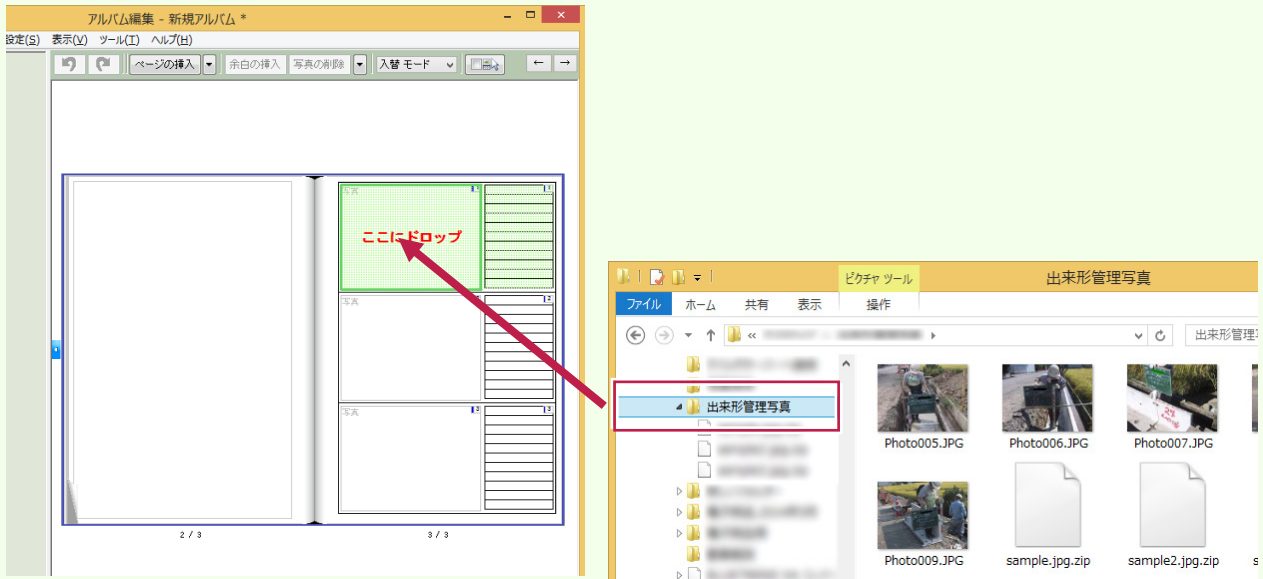 アルバム編集 - 新規アルバム *
設定(S) 表示(V) ツール(T) ヘルプ(H)
ページの挿入 余白の挿入 写真の削除 入替 モード ← →
写真 1 1
ここにドロップ
写真 2
写真 3 3
2 / 3 3 / 3
ピクチャ ツール 出来形管理写真
ファイル ホーム 共有 表示 操作
« 出来形管理
出来形管理写真
Photo005.JPG Photo006.JPG Photo007.JPG
Photo009.JPG sample.jpg.zip sample2.jpg.zip s